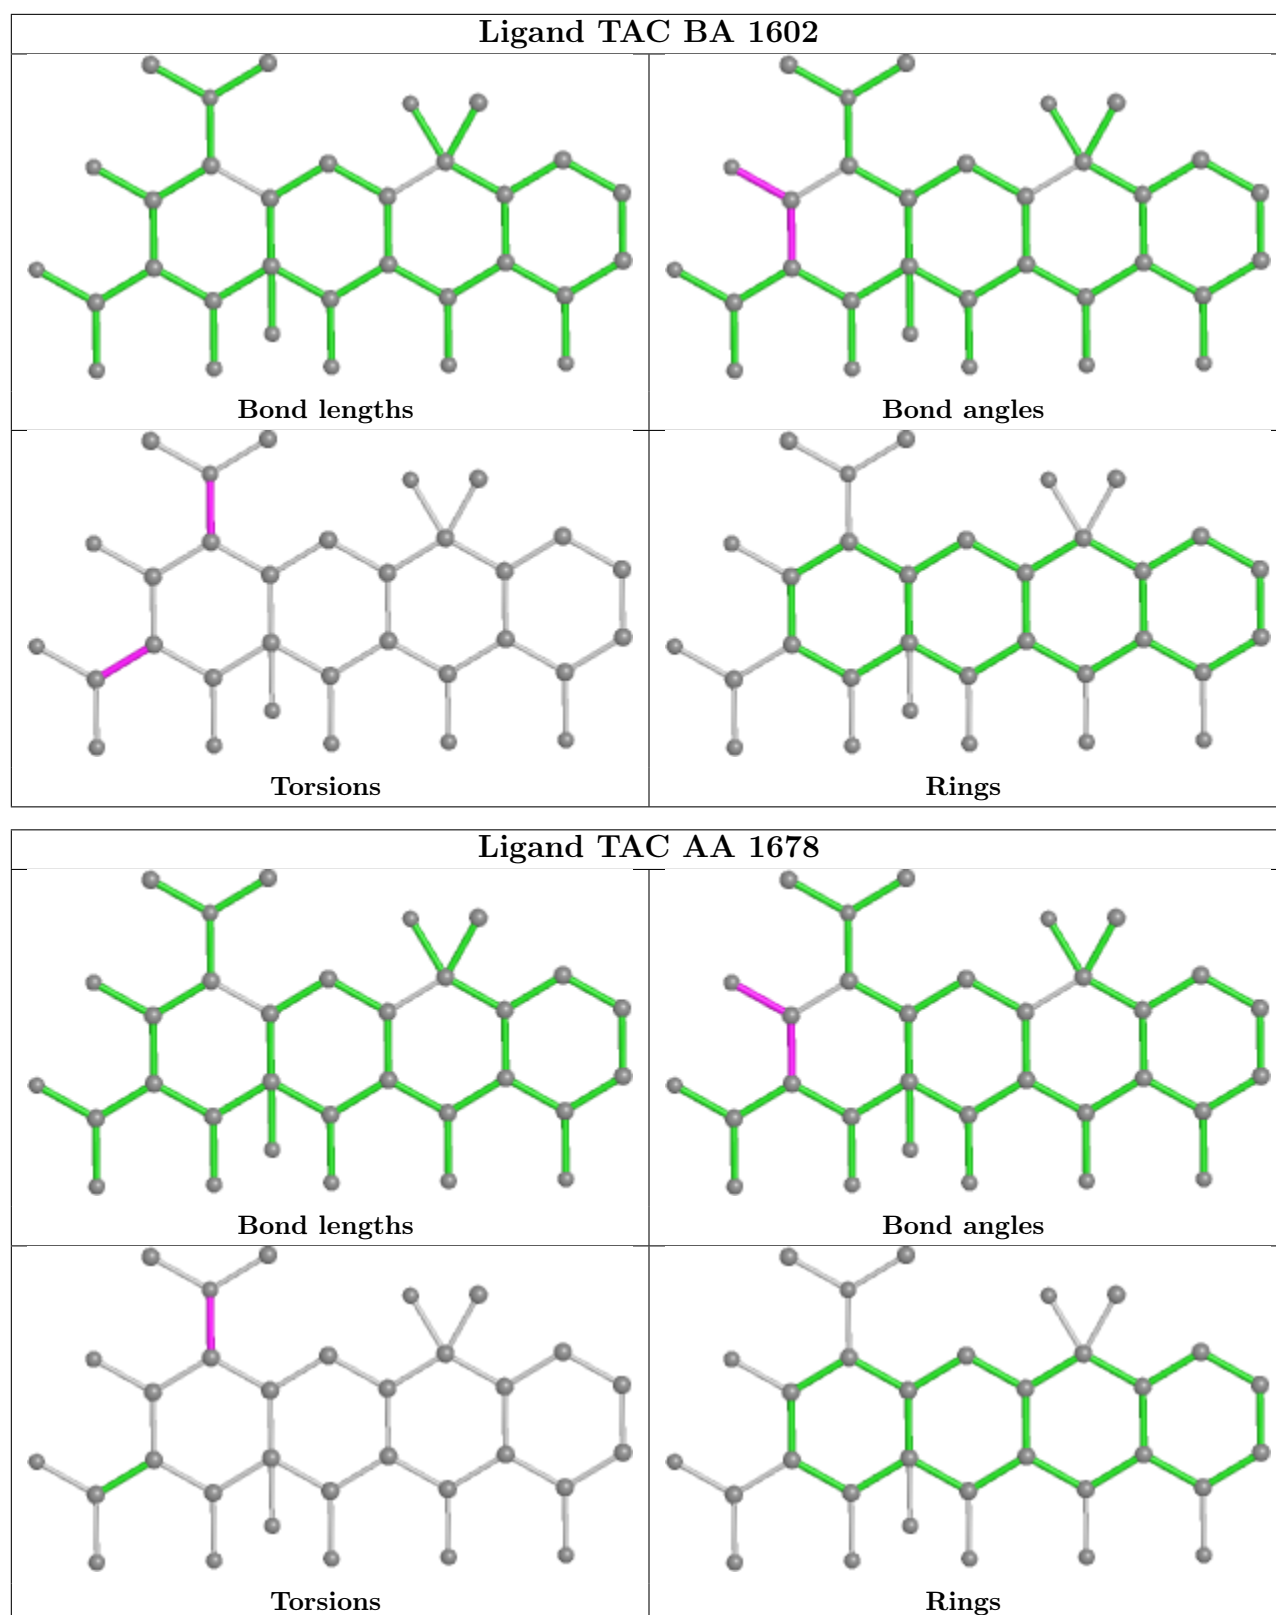 Ligand TAC BA 1602
Bond lengths
Bond angles
Torsions
Rings
Ligand TAC AA 1678
Bond lengths
Bond angles
Torsions
Rings